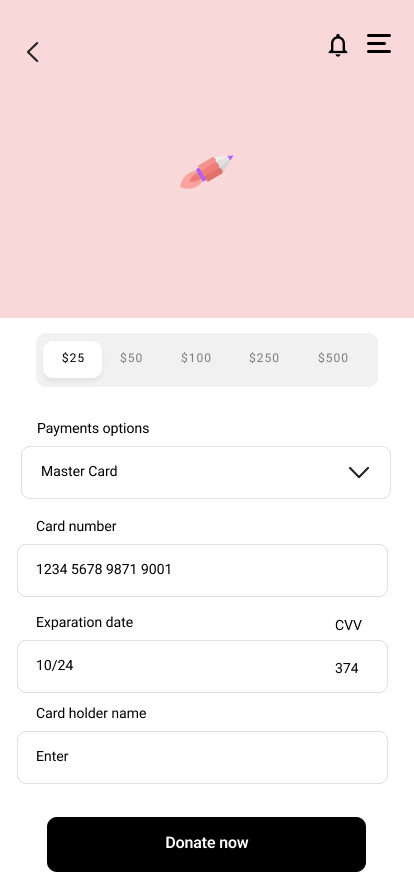 $25 $50 $100 $250 $500
Payments options
Master Card
Card number
1234 5678 9871 9001
Exparation date CVV
10/24 374
Card holder name
Enter
Donate now